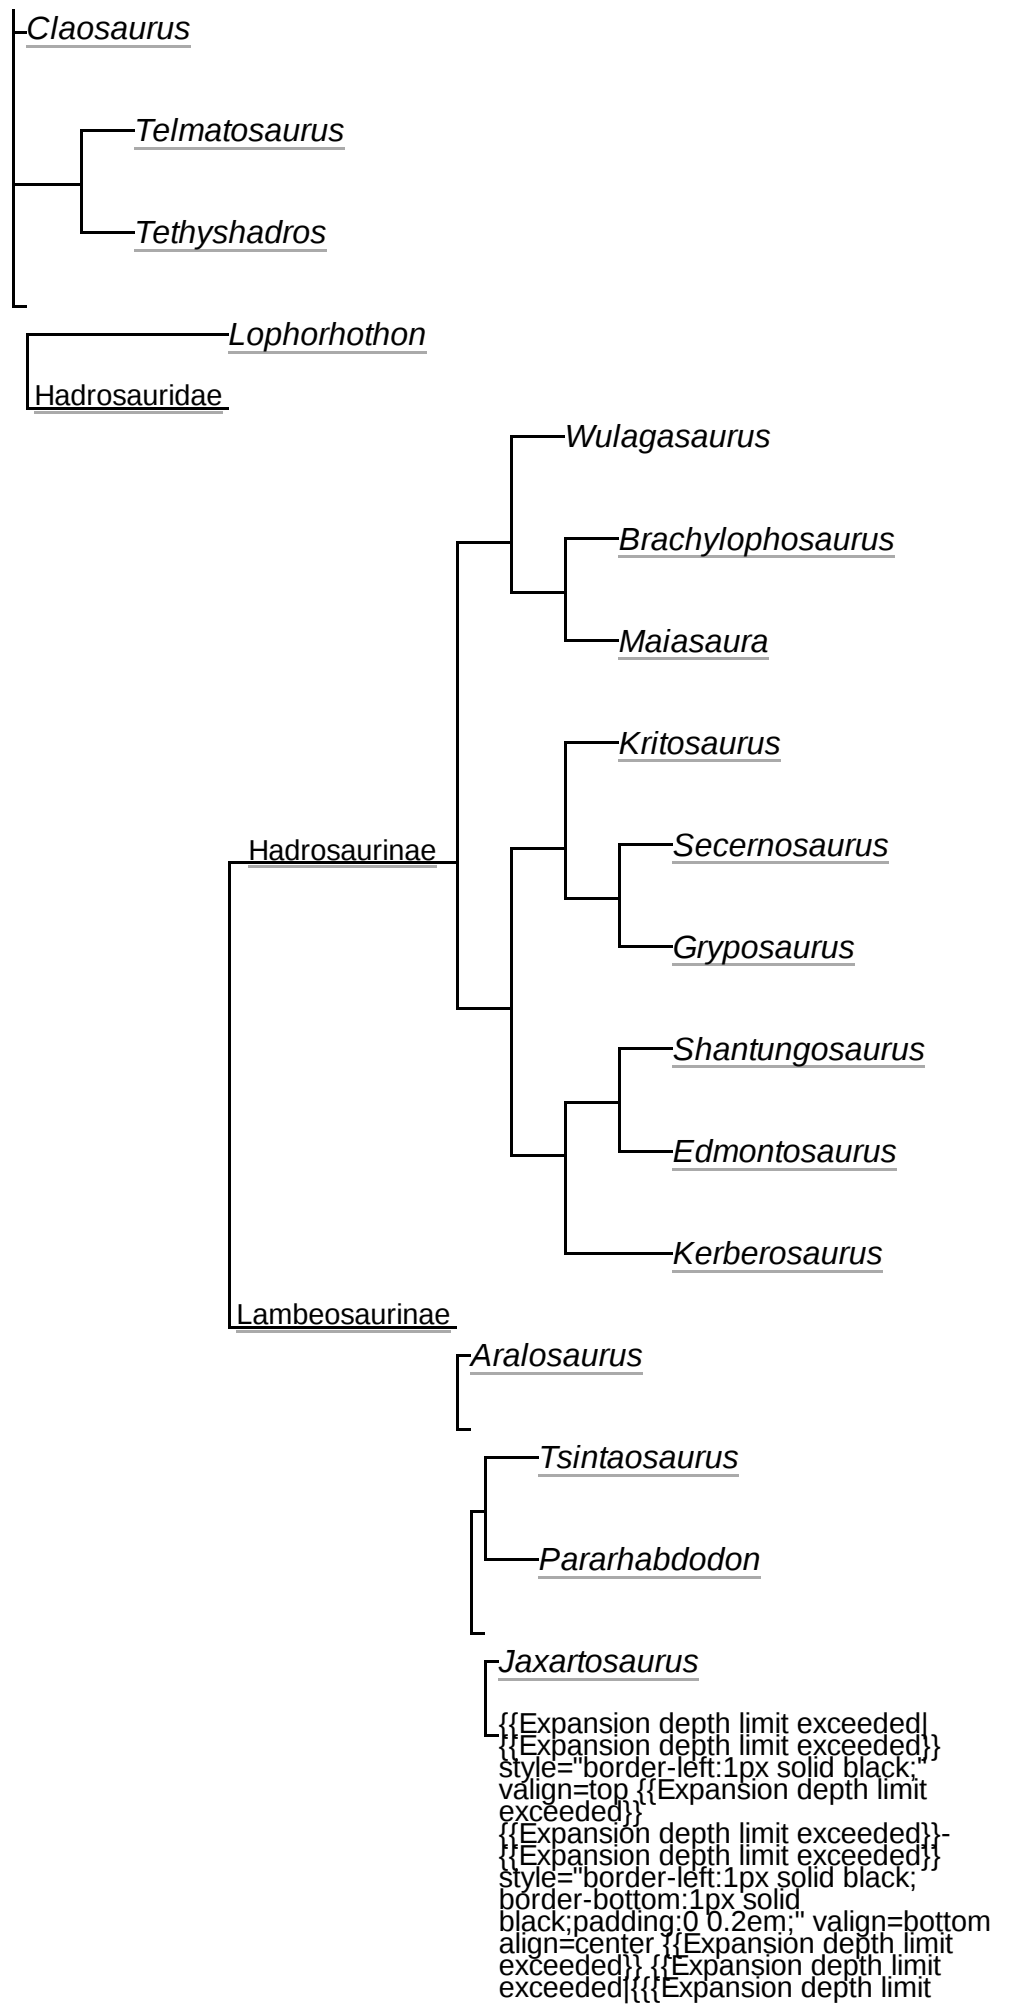 Claosaurus
Telmatosaurus
Tethyshadros
Lophorhothon
Hadrosauridae
Wulagasaurus
Brachylophosaurus
Maiasaura
Kritosaurus
Hadrosaurinae
Secernosaurus
Gryposaurus
Shantungosaurus
Edmontosaurus
Kerberosaurus
Lambeosaurinae
Aralosaurus
Tsintaosaurus
Pararhabdodon
Jaxartosaurus
{{Expansion depth limit exceeded|
{{Expansion depth limit exceeded}}
style="border-left:1px solid black;"
valign=top {{Expansion depth limit
exceeded}}
{{Expansion depth limit exceeded}}-
{{Expansion depth limit exceeded}}
style="border-left:1px solid black;
border-bottom:1px solid
black;padding:0 0.2em;" valign=bottom
align=center {{Expansion depth limit
exceeded}} {{Expansion depth limit
exceeded|{{{Expansion depth limit